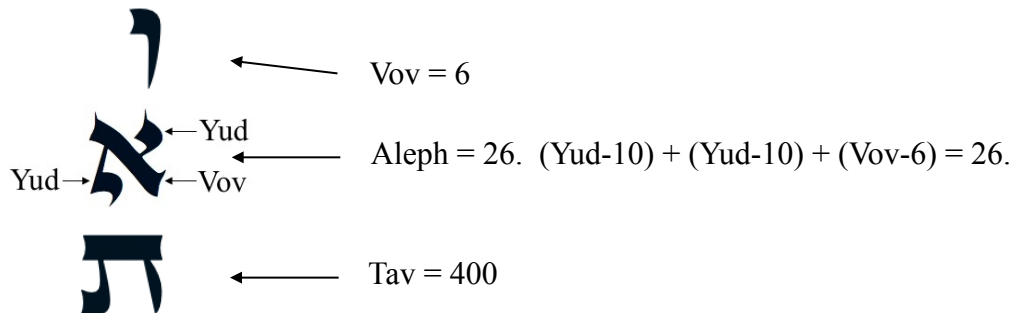 ו Vov = 6
Yud
א Aleph = 26. (Yud-10) + (Yud-10) + (Vov-6) = 26.
Yud Vov
ת Tav = 400